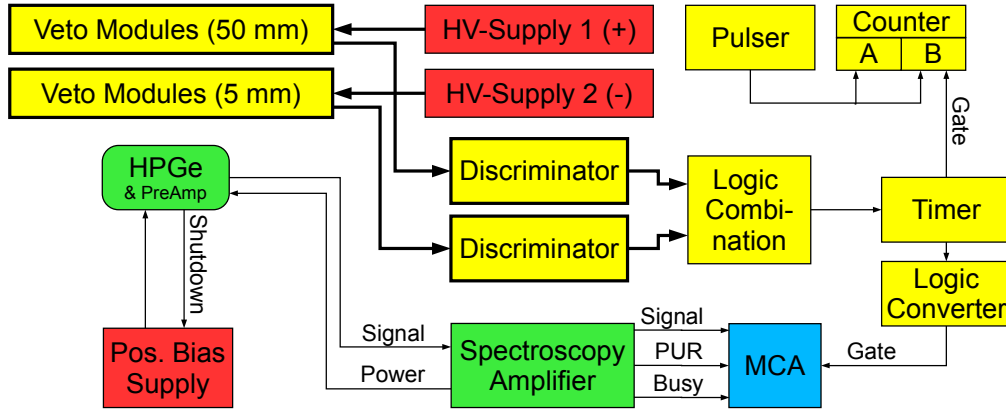 Veto Modules (50 mm)
HV-Supply 1 (+)
Pulser
Counter
A
B
Veto Modules (5 mm)
HV-Supply 2 (-)
Gate
HPGe
& PreAmp
Discriminator
Logic
Combi-
nation
Timer
Shutdown
Discriminator
Logic
Converter
Pos. Bias
Supply
Signal
Power
Spectroscopy
Amplifier
Signal
PUR
Busy
MCA
Gate